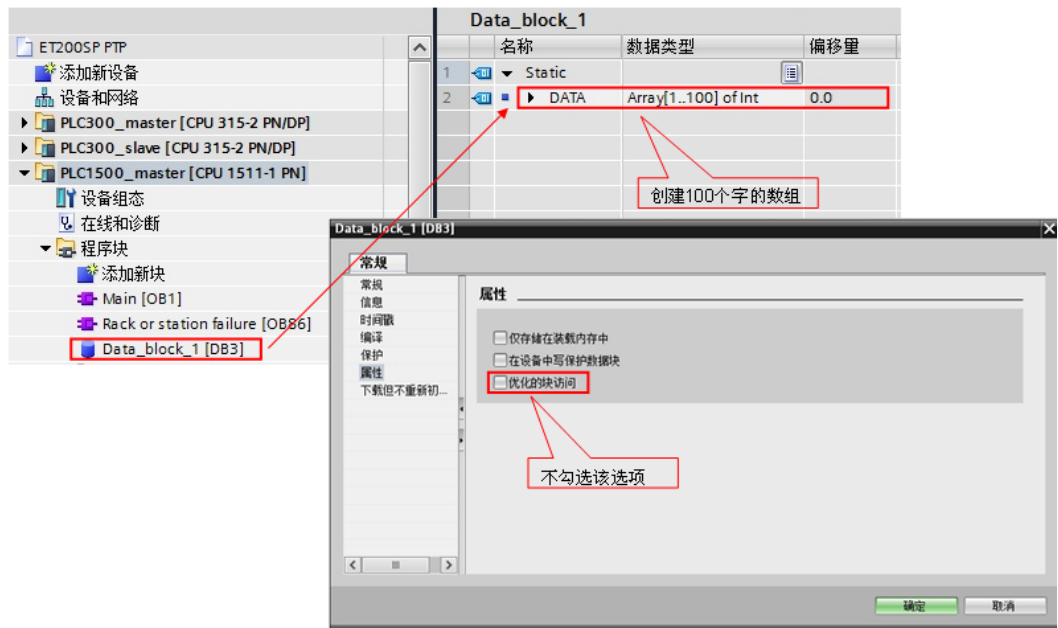 ET200SP PTP
添加新设备
设备和网络
PLC300_master [CPU 315-2 PN/DP]
PLC300_slave [CPU 315-2 PN/DP]
PLC1500_master [CPU 1511-1 PN]
设备组态
在线和诊断
程序块
添加新块
Main [OB1]
Rack or station failure [OB86]
Data_block_1 [DB3]
Data_block_1
名称 数据类型 偏移量
1 Static
2 DATA Array[1..100] of Int 0.0
创建100个字的数组
Data_block_1 [DB3]
常规
常规
信息
时间戳
编译
保护
属性
下载但不重新初...
属性
仅存储在装载内存中
在设备中写保护数据块
优化的块访问
不勾选该选项
确定 取消